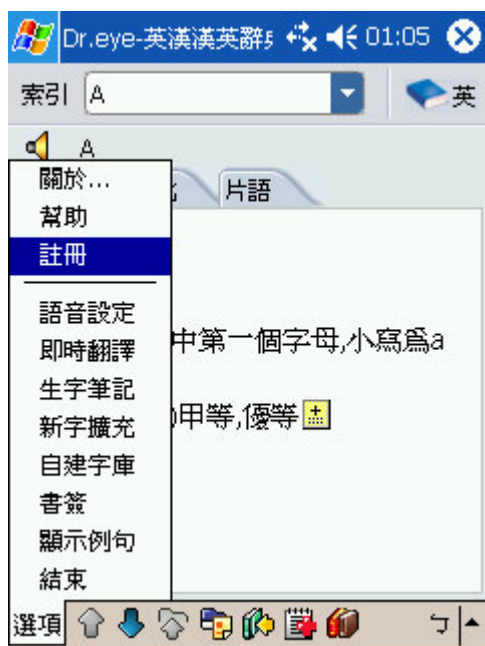 Dr.eye-英漢漢英辭 01:05
索引 A 英
A
片語
關於...
幫助
註冊
語音設定
即時翻譯
中第一個字母,小寫爲a
生字筆記
新字擴充
甲等,優等
自建字庫
書簽
顯示例句
結束
選項 ㄅ